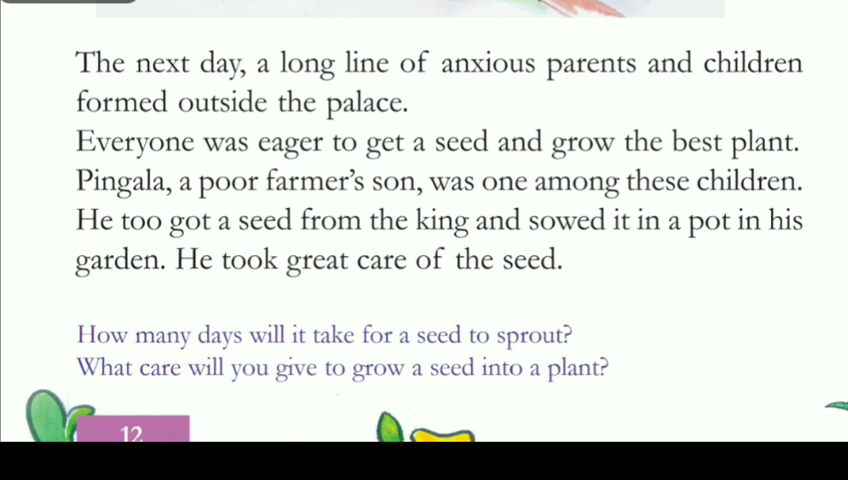 The next day, a long line of anxious parents and children
formed outside the palace.
Everyone was eager to get a seed and grow the best plant.
Pingala, a poor farmer's son, was one among these children.
He too got a seed from the king and sowed it in a pot in his
garden. He took great care of the seed.
How many days will it take for a seed to sprout?
What care will you give to grow a seed into a plant?
12